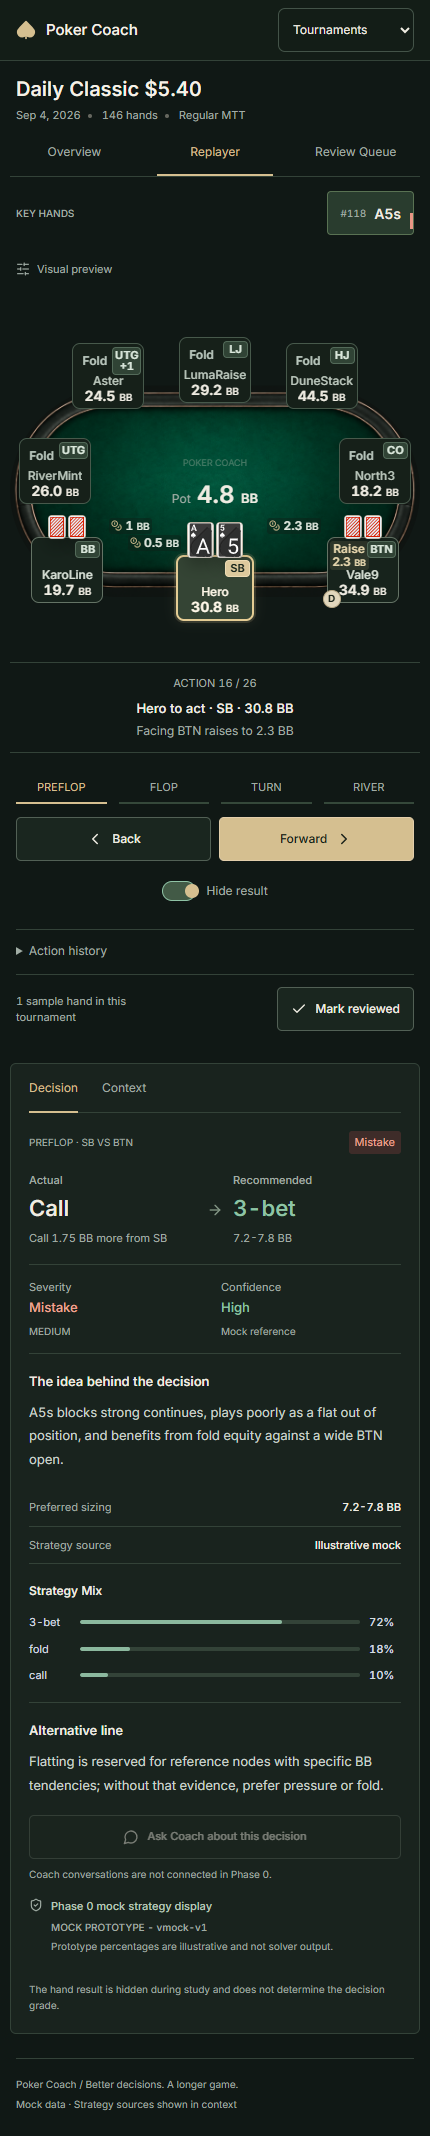 Poker Coach
Tournaments
Daily Classic $5.40
Sep 4, 2026 • 146 hands • Regular MTT
Overview
Replayer
Review Queue
KEY HANDS
#118 A5s
Visual preview
Fold UTG +1
Aster
24.5 BB
Fold LJ
LumaRaise
29.2 BB
Fold HJ
DuneStack
44.5 BB
Fold UTG
RiverMint
26.0 BB
POKER COACH
Pot 4.8 BB
Fold CO
North3
18.2 BB
1 BB
0.5 BB
2.3 BB
A
A
5
5
BB
KaroLine
19.7 BB
SB
Hero
30.8 BB
Raise BTN
2.3 BB
Vale9
34.9 BB
D
ACTION 16 / 26
Hero to act · SB · 30.8 BB
Facing BTN raises to 2.3 BB
PREFLOP
FLOP
TURN
RIVER
Back
Forward
Hide result
Action history
1 sample hand in this
tournament
Mark reviewed
Decision
Context
PREFLOP · SB VS BTN
Mistake
Actual
Recommended
Call
3-bet
Call 1.75 BB more from SB
7.2-7.8 BB
Severity
Confidence
Mistake
High
MEDIUM
Mock reference
The idea behind the decision
A5s blocks strong continues, plays poorly as a flat out of
position, and benefits from fold equity against a wide BTN
open.
Preferred sizing
7.2-7.8 BB
Strategy source
Illustrative mock
Strategy Mix
3-bet 72%
fold 18%
call 10%
Alternative line
Flatting is reserved for reference nodes with specific BB
tendencies; without that evidence, prefer pressure or fold.
Ask Coach about this decision
Coach conversations are not connected in Phase 0.
Phase 0 mock strategy display
MOCK PROTOTYPE - vmock-v1
Prototype percentages are illustrative and not solver output.
The hand result is hidden during study and does not determine the decision
grade.
Poker Coach / Better decisions. A longer game.
Mock data · Strategy sources shown in context